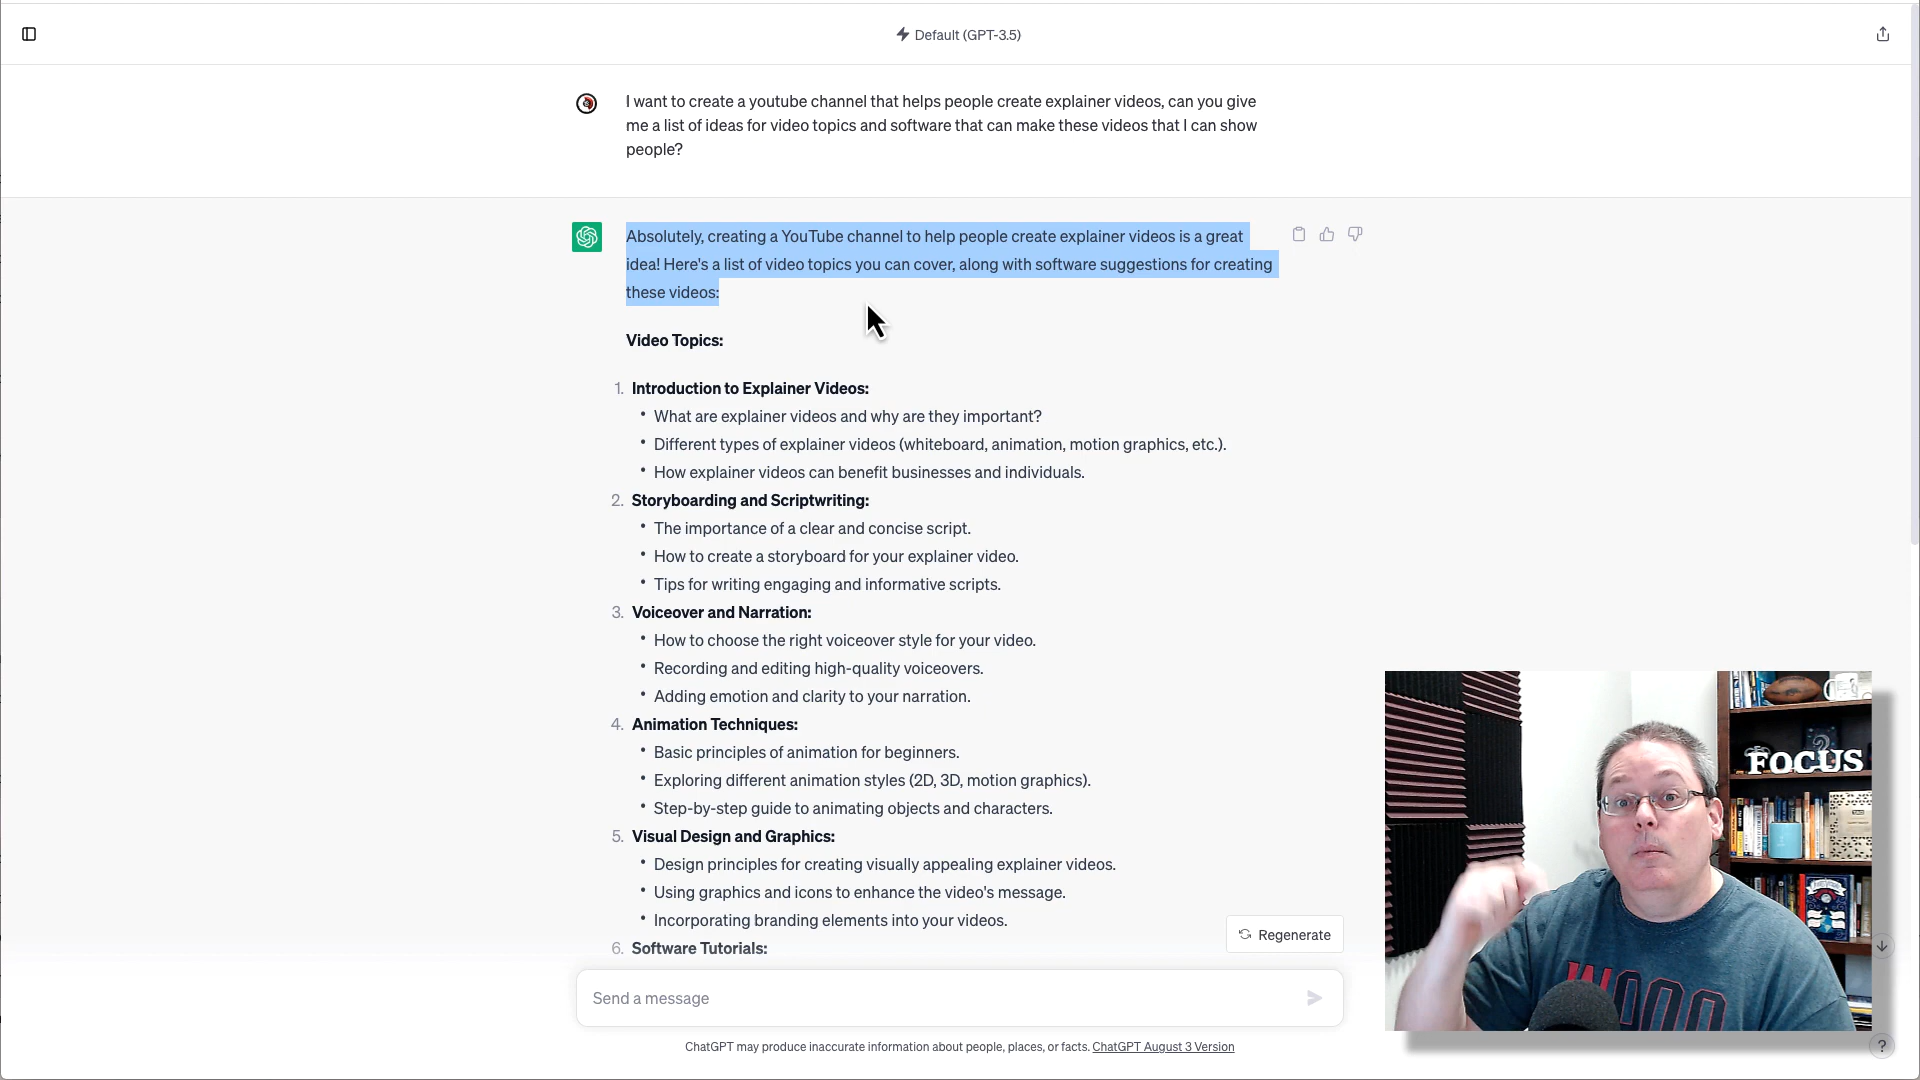 Default (GPT-3.5)
I want to create a youtube channel that helps people create explainer videos, can you give
me a list of ideas for video topics and software that can make these videos that I can show
people?
Absolutely, creating a YouTube channel to help people create explainer videos is a great
idea! Here's a list of video topics you can cover, along with software suggestions for creating
these videos:
Video Topics:
1. Introduction to Explainer Videos:
• What are explainer videos and why are they important?
• Different types of explainer videos (whiteboard, animation, motion graphics, etc.).
• How explainer videos can benefit businesses and individuals.
2. Storyboarding and Scriptwriting:
• The importance of a clear and concise script.
• How to create a storyboard for your explainer video.
• Tips for writing engaging and informative scripts.
3. Voiceover and Narration:
• How to choose the right voiceover style for your video.
• Recording and editing high-quality voiceovers.
• Adding emotion and clarity to your narration.
4. Animation Techniques:
• Basic principles of animation for beginners.
• Exploring different animation styles (2D, 3D, motion graphics).
• Step-by-step guide to animating objects and characters.
5. Visual Design and Graphics:
• Design principles for creating visually appealing explainer videos.
• Using graphics and icons to enhance the video's message.
• Incorporating branding elements into your videos.
6. Software Tutorials:
Regenerate
Send a message
ChatGPT may produce inaccurate information about people, places, or facts. ChatGPT August 3 Version
?
FOCUS